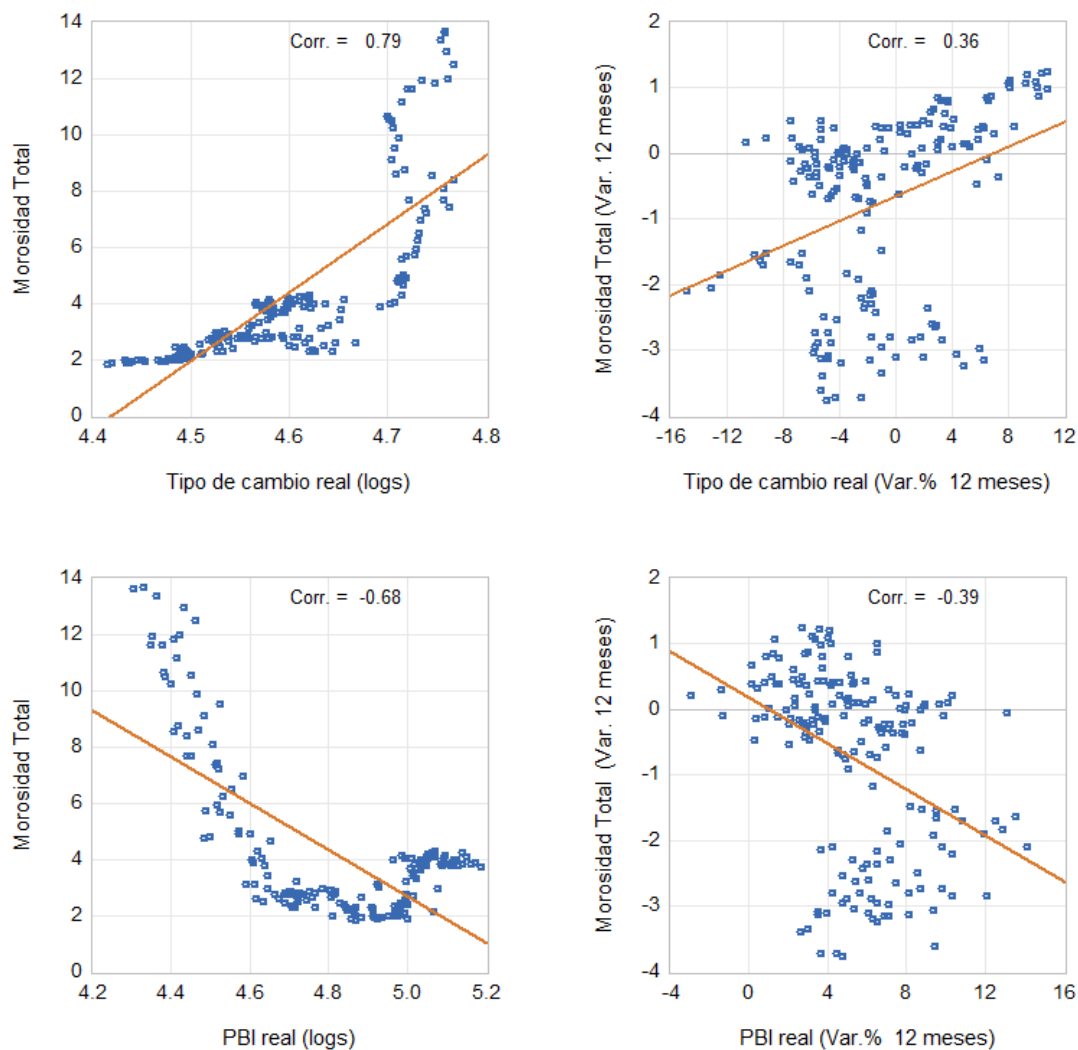 Corr. = 0.79
Morosidad Total
14
12
10
8
6
4
2
0
4.4 4.5 4.6 4.7 4.8
Tipo de cambio real (logs)
Corr. = 0.36
Morosidad Total (Var. 12 meses)
2
1
0
-1
-2
-3
-4
-16 -12 -8 -4 0 4 8 12
Tipo de cambio real (Var.% 12 meses)
Corr. = -0.68
Morosidad Total
14
12
10
8
6
4
2
0
4.2 4.4 4.6 4.8 5.0 5.2
PBI real (logs)
Corr. = -0.39
Morosidad Total (Var. 12 meses)
2
1
0
-1
-2
-3
-4
-4 0 4 8 12 16
PBI real (Var.% 12 meses)